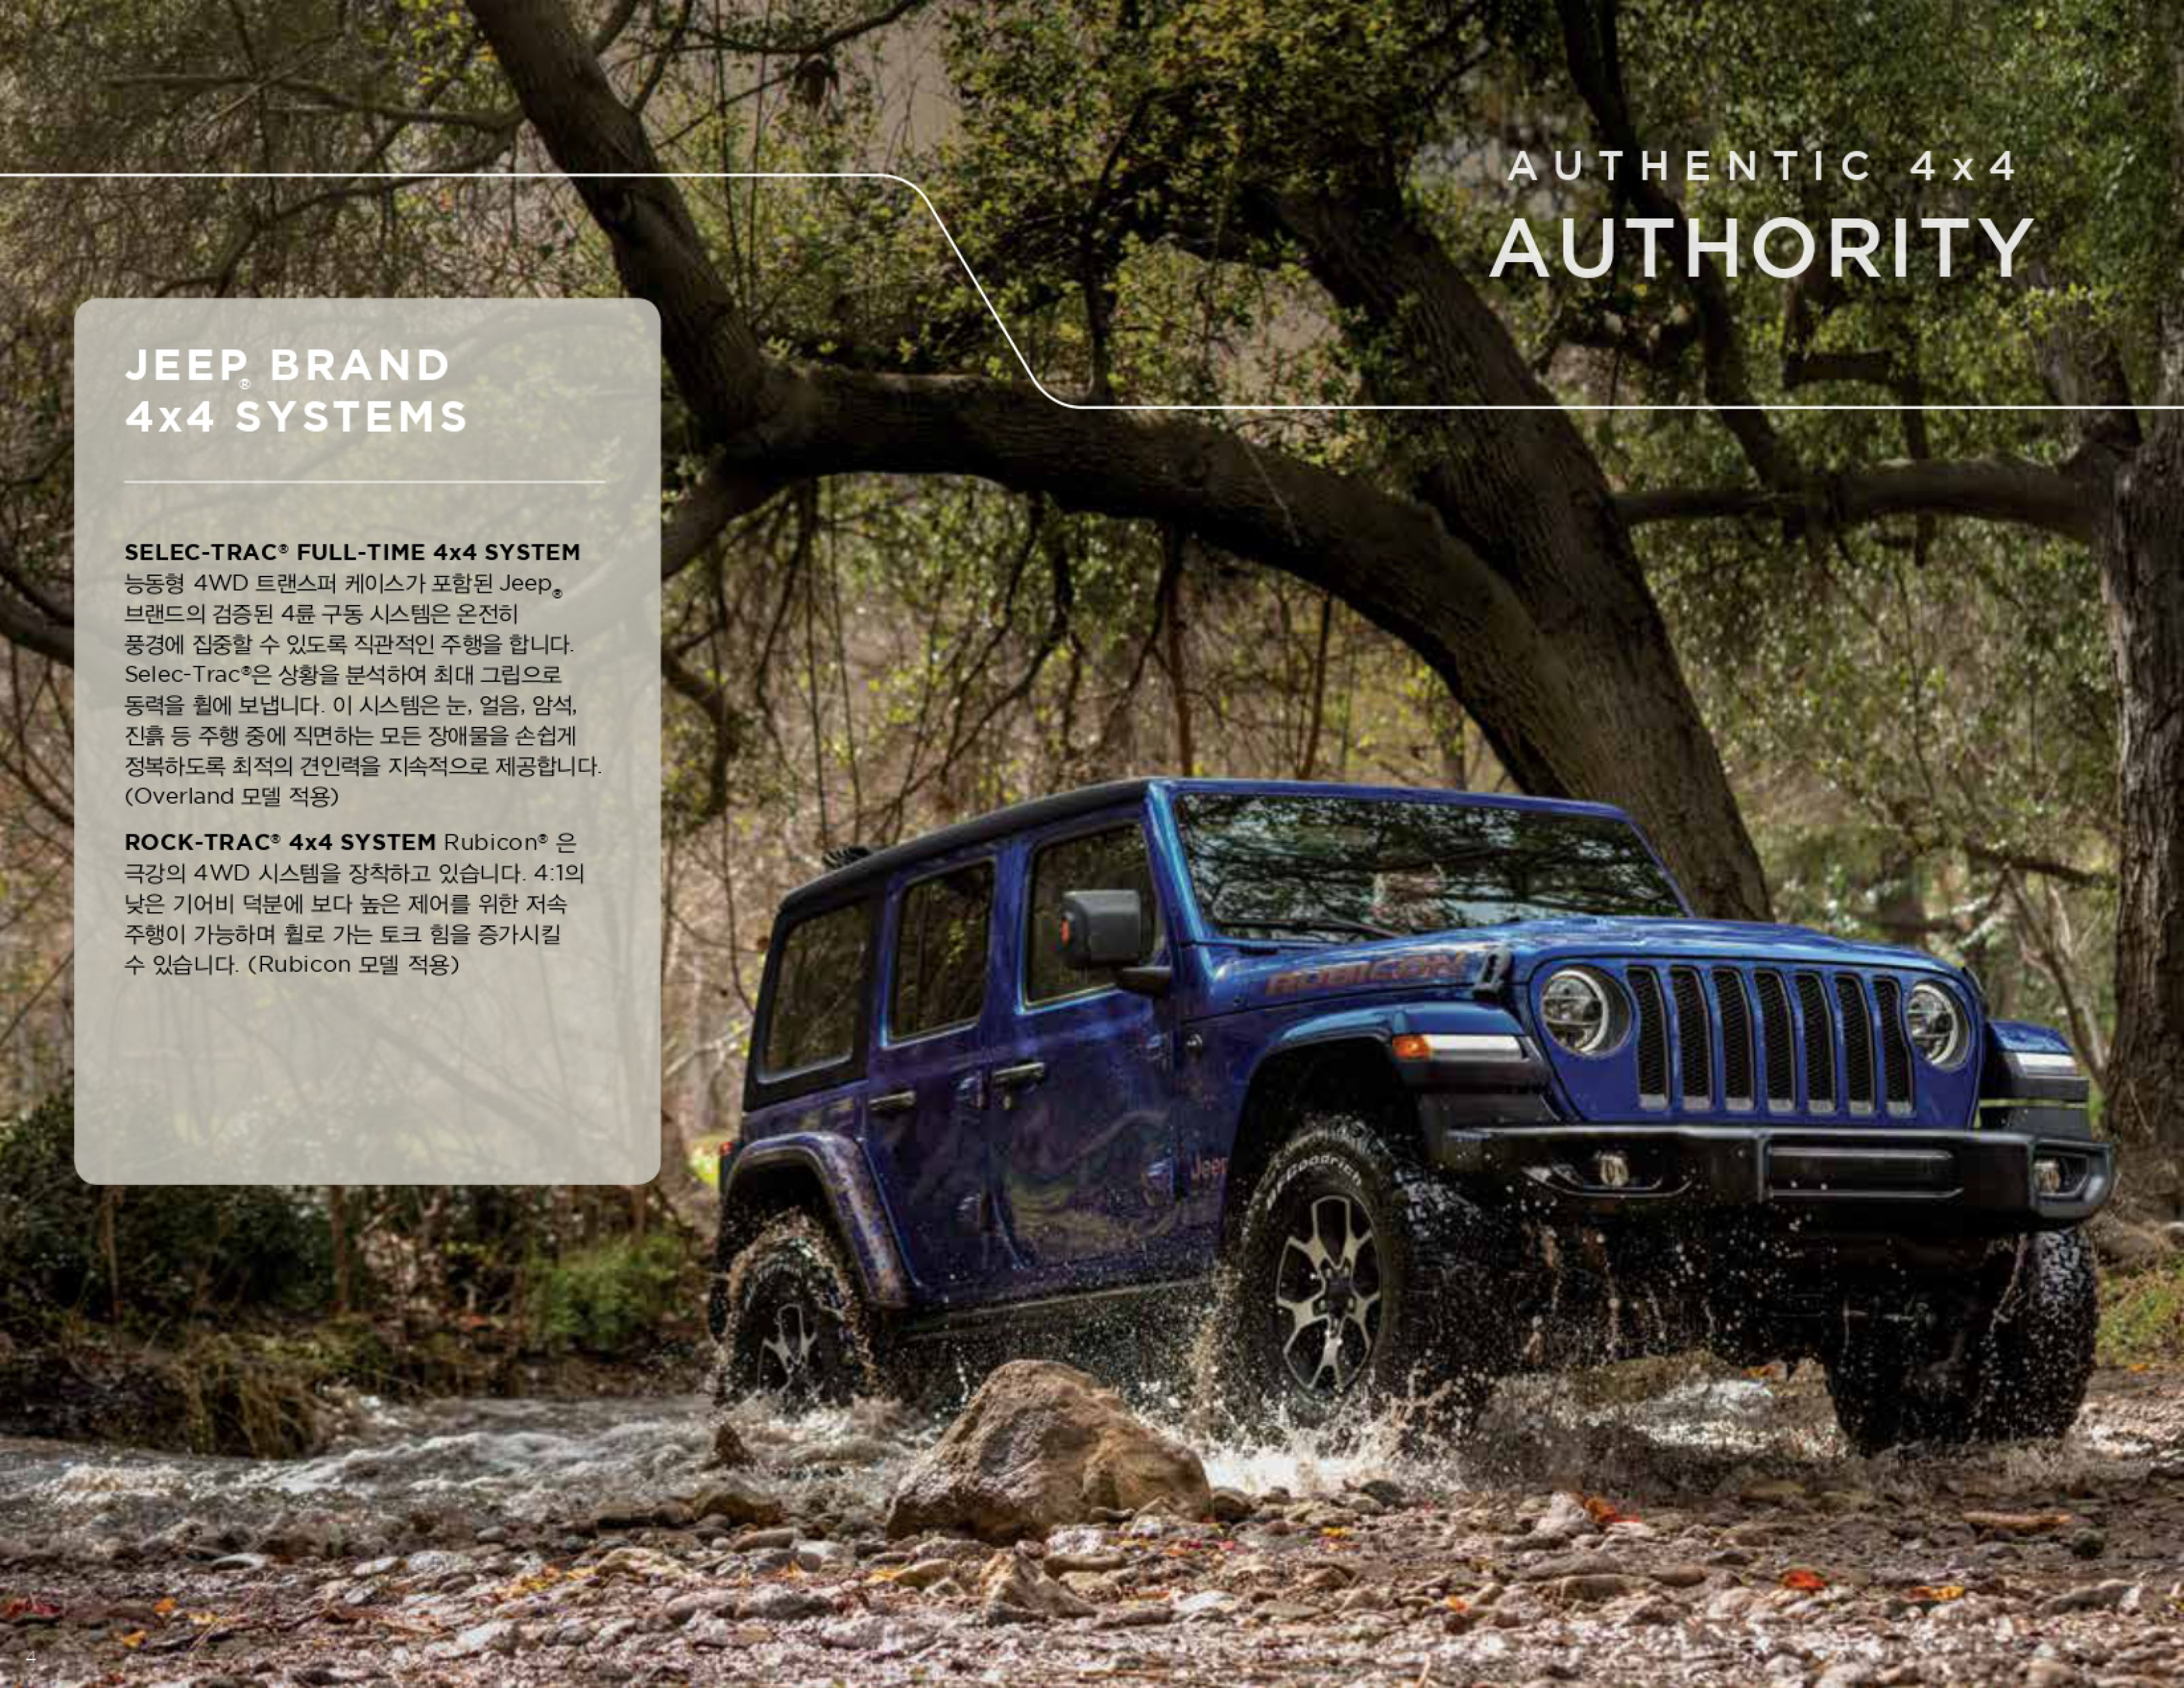 AUTHENTIC 4x4
AUTHORITY
JEEP® BRAND
4x4 SYSTEMS
SELEC-TRAC® FULL-TIME 4x4 SYSTEM
능동형 4WD 트랜스퍼 케이스가 포함된 Jeep®
브랜드의 검증된 4륜 구동 시스템은 온전히
풍경에 집중할 수 있도록 직관적인 주행을 합니다.
Selec-Trac®은 상황을 분석하여 최대 그립으로
동력을 휠에 보냅니다. 이 시스템은 눈, 얼음, 암석,
진흙 등 주행 중에 직면하는 모든 장애물을 손쉽게
정복하도록 최적의 견인력을 지속적으로 제공합니다.
(Overland 모델 적용)
ROCK-TRAC® 4x4 SYSTEM Rubicon® 은
극강의 4WD 시스템을 장착하고 있습니다. 4:1의
낮은 기어비 덕분에 보다 높은 제어를 위한 저속
주행이 가능하며 휠로 가는 토크 힘을 증가시킬
수 있습니다. (Rubicon 모델 적용)
RUBICON
Jeep
BFGoodrich
4